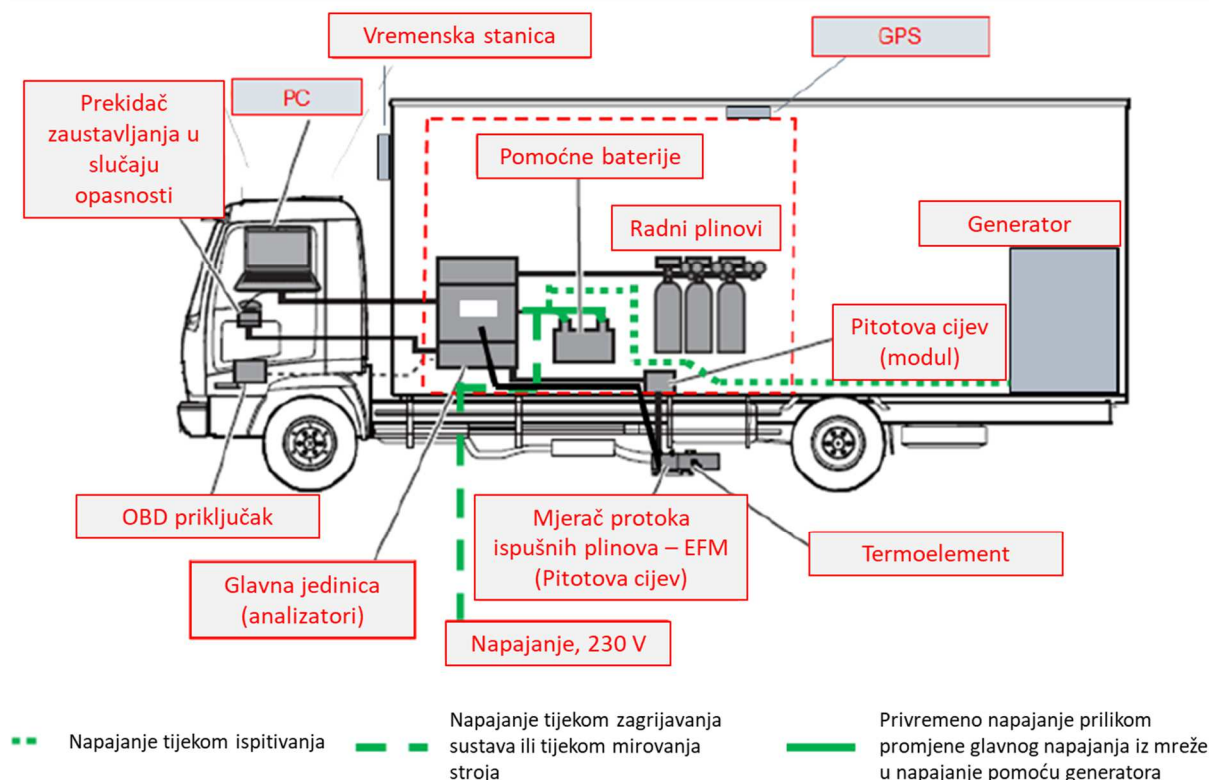 Vremenska stanica
GPS
Prekidač
zaustavljanja u
slučaju
opasnosti
PC
Pomoćne baterije
Radni plinovi
Generator
Pitotova cijev
(modul)
OBD priključak
Mjerač protoka
ispušnih plinova – EFM
(Pitotova cijev)
Termoelement
Glavna jedinica
(analizatori)
Napajanje, 230 V
Napajanje tijekom ispitivanja
Napajanje tijekom zagrijavanja
sustava ili tijekom mirovanja
stroja
Privremeno napajanje prilikom
promjene glavnog napajanja iz mreže
u napajanje pomoću generatora